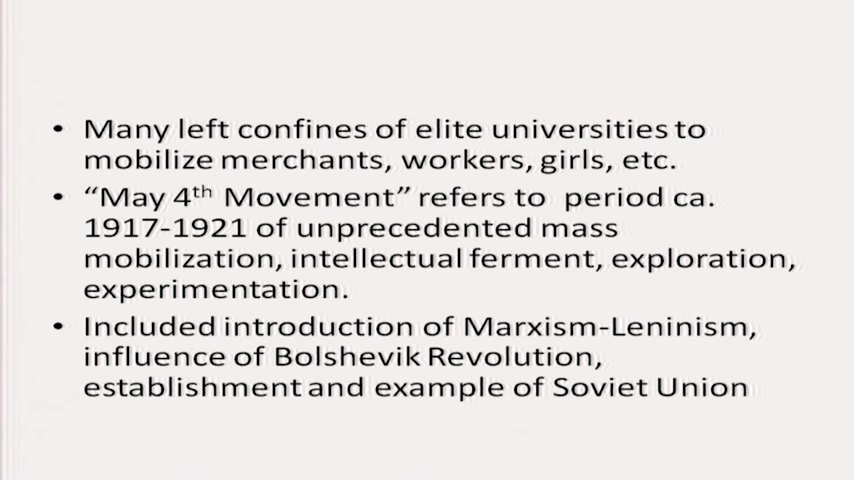 • Many left confines of elite universities to
mobilize merchants, workers, girls, etc.
• “May 4th Movement” refers to period ca.
1917-1921 of unprecedented mass
mobilization, intellectual ferment, exploration,
experimentation.
• Included introduction of Marxism-Leninism,
influence of Bolshevik Revolution,
establishment and example of Soviet Union